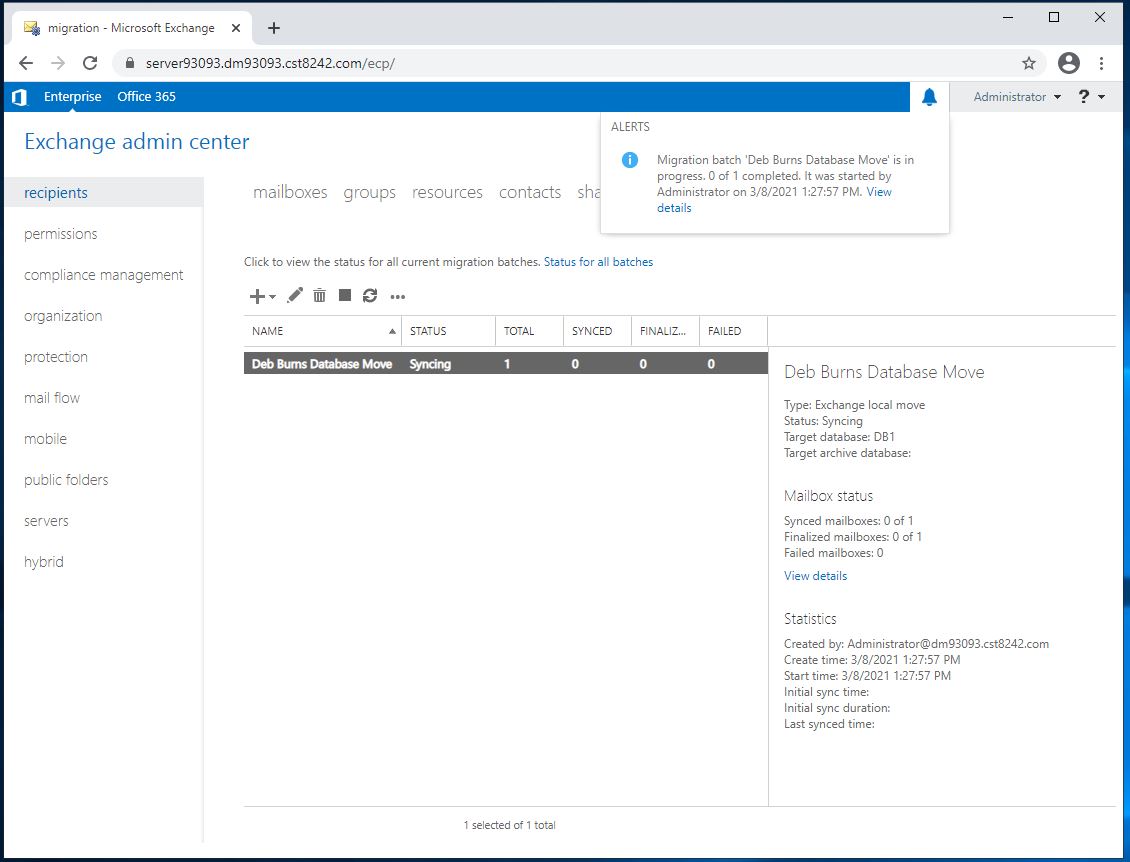 migration - Microsoft Exchange
server93093.dm93093.cst8242.com/ecp/
Enterprise Office 365
Administrator ?
Exchange admin center
ALERTS
Migration batch 'Deb Burns Database Move' is in
progress. 0 of 1 completed. It was started by
Administrator on 3/8/2021 1:27:57 PM. View
details
recipients
permissions
compliance management
organization
protection
mail flow
mobile
public folders
servers
hybrid
mailboxes groups resources contacts sha
Click to view the status for all current migration batches. Status for all batches
NAME STATUS TOTAL SYNCED FINALIZ... FAILED
Deb Burns Database Move Syncing 1 0 0 0
Deb Burns Database Move
Type: Exchange local move
Status: Syncing
Target database: DB1
Target archive database:
Mailbox status
Synced mailboxes: 0 of 1
Finalized mailboxes: 0 of 1
Failed mailboxes: 0
View details
Statistics
Created by: Administrator@dm93093.cst8242.com
Create time: 3/8/2021 1:27:57 PM
Start time: 3/8/2021 1:27:57 PM
Initial sync time:
Initial sync duration:
Last synced time:
1 selected of 1 total